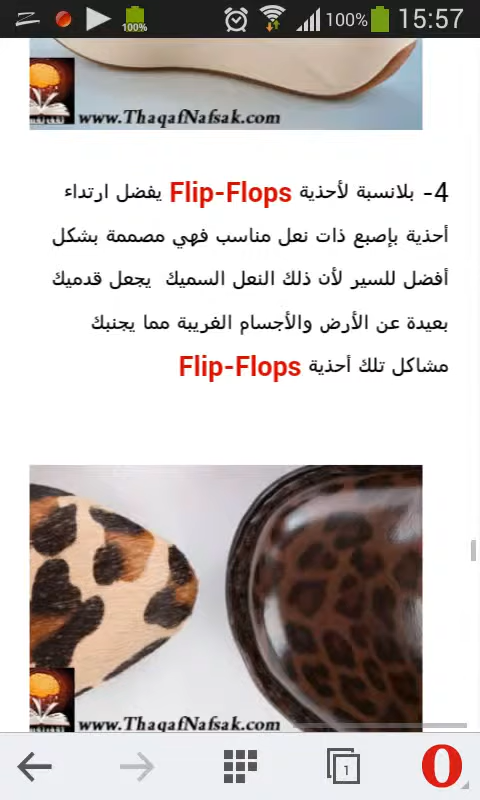 100%
100%
15:57
www.ThaqafNafsak.com
4- بلانسبة لأحذية Flip-Flops يفضل ارتداء
أحذية بإصبع ذات نعل مناسب فهي مصممة بشكل
أفضل للسير لأن ذلك النعل السميك يجعل قدميك
بعيدة عن الأرض والأجسام الغريبة مما يجنبك
مشاكل تلك أحذية Flip-Flops
www.ThaqafNafsak.com
1